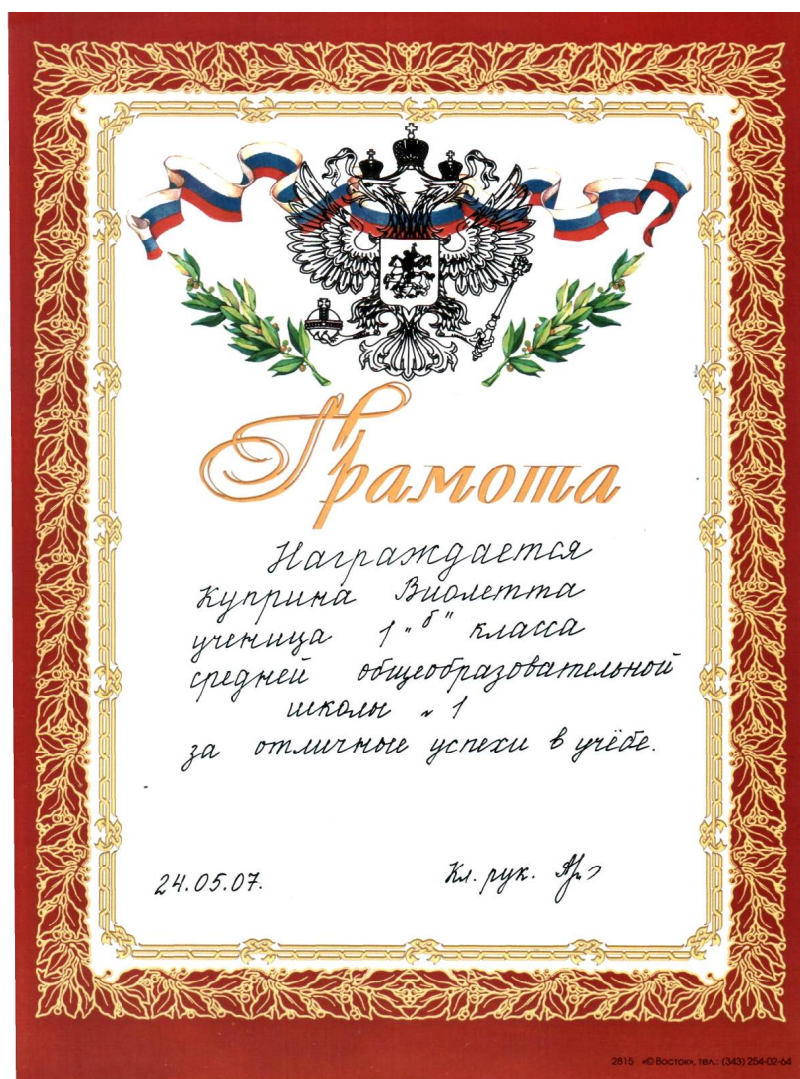 Грамота
Награждается
Куприна Виолетта
ученица 1 "б" класса
средней общеобразовательной
школы № 1
за отличные успехи в учёбе.
24.05.07.
Кл. рук.
2815 «© Восток», тел.: (343) 254-02-64